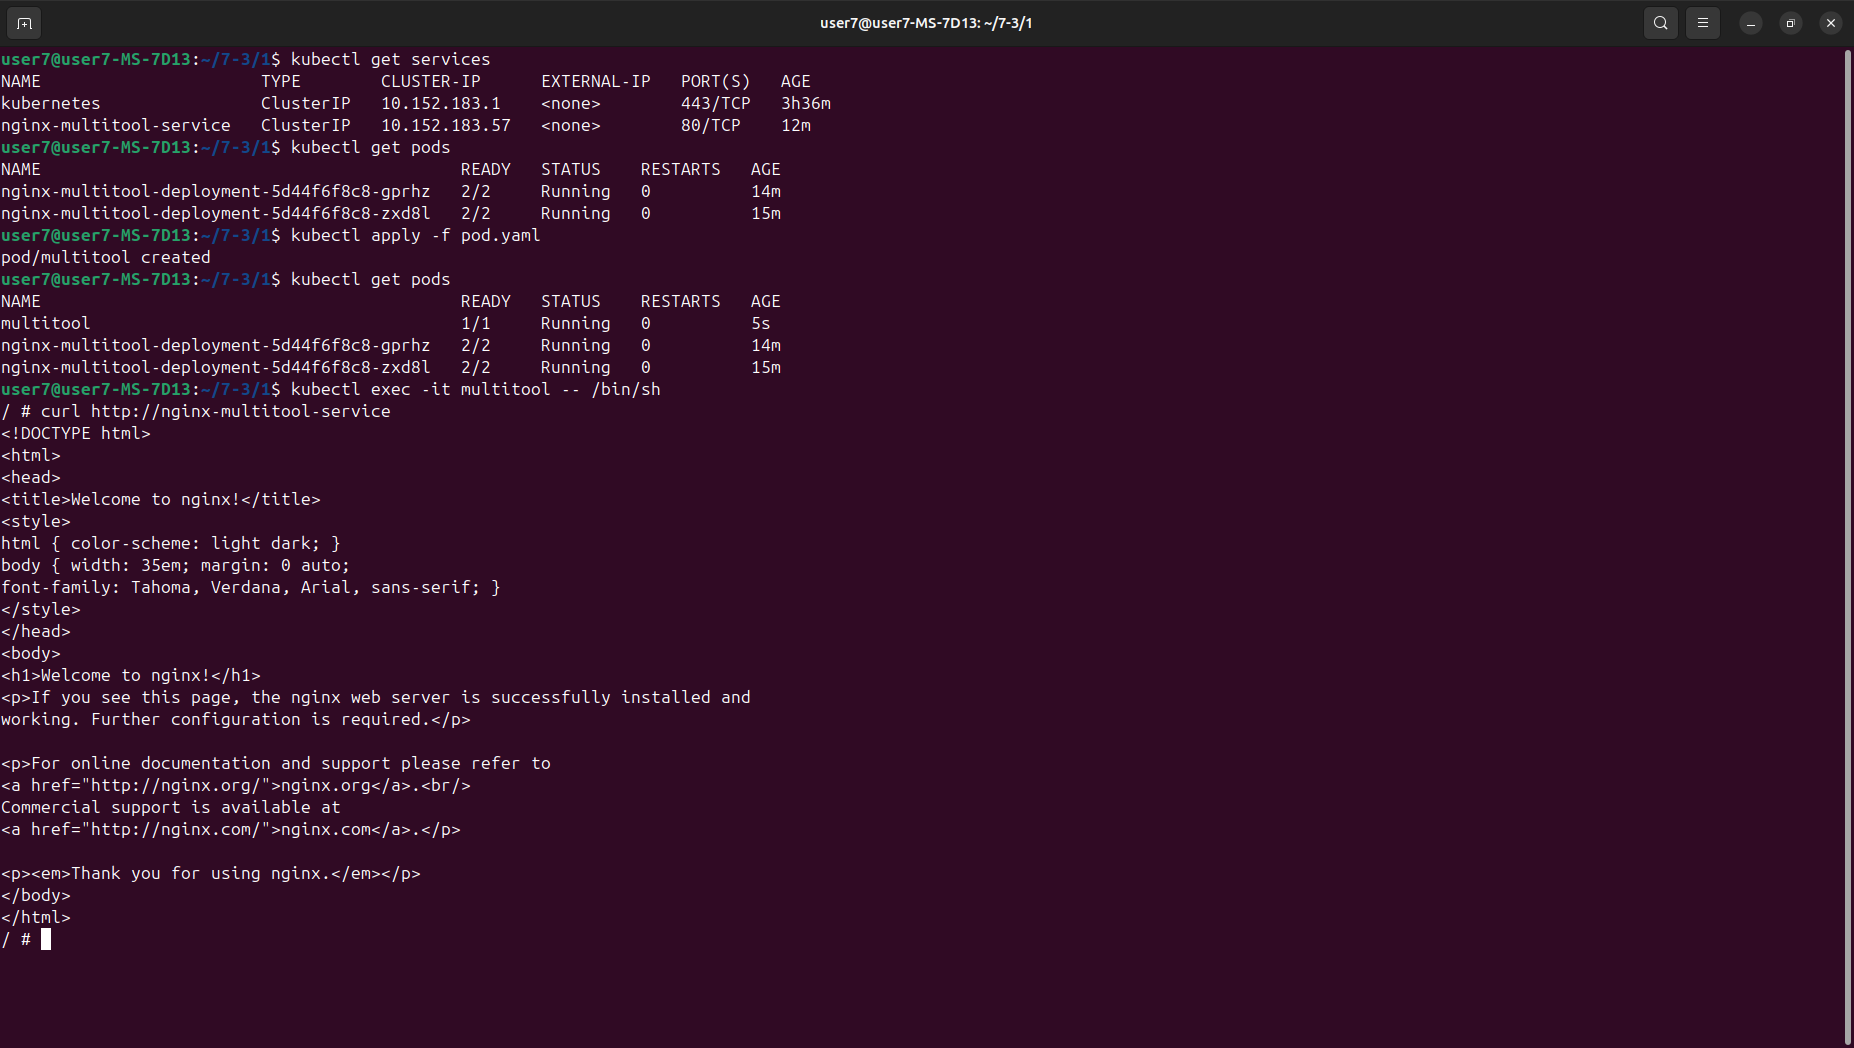 user7@user7-MS-7D13: ~/7-3/1
user7@user7-MS-7D13:~/7-3/1$ kubectl get services
NAME                      TYPE        CLUSTER-IP      EXTERNAL-IP   PORT(S)   AGE
kubernetes                ClusterIP   10.152.183.1    <none>        443/TCP   3h36m
nginx-multitool-service   ClusterIP   10.152.183.57   <none>        80/TCP    12m
user7@user7-MS-7D13:~/7-3/1$ kubectl get pods
NAME                                          READY   STATUS    RESTARTS   AGE
nginx-multitool-deployment-5d44f6f8c8-gprhz   2/2     Running   0          14m
nginx-multitool-deployment-5d44f6f8c8-zxd8l   2/2     Running   0          15m
user7@user7-MS-7D13:~/7-3/1$ kubectl apply -f pod.yaml
pod/multitool created
user7@user7-MS-7D13:~/7-3/1$ kubectl get pods
NAME                                          READY   STATUS    RESTARTS   AGE
multitool                                     1/1     Running   0          5s
nginx-multitool-deployment-5d44f6f8c8-gprhz   2/2     Running   0          14m
nginx-multitool-deployment-5d44f6f8c8-zxd8l   2/2     Running   0          15m
user7@user7-MS-7D13:~/7-3/1$ kubectl exec -it multitool -- /bin/sh
/ # curl http://nginx-multitool-service
<!DOCTYPE html>
<html>
<head>
<title>Welcome to nginx!</title>
<style>
html { color-scheme: light dark; }
body { width: 35em; margin: 0 auto;
font-family: Tahoma, Verdana, Arial, sans-serif; }
</style>
</head>
<body>
<h1>Welcome to nginx!</h1>
<p>If you see this page, the nginx web server is successfully installed and
working. Further configuration is required.</p>

<p>For online documentation and support please refer to
<a href="http://nginx.org/">nginx.org</a>.<br/>
Commercial support is available at
<a href="http://nginx.com/">nginx.com</a>.</p>

<p><em>Thank you for using nginx.</em></p>
</body>
</html>
/ #